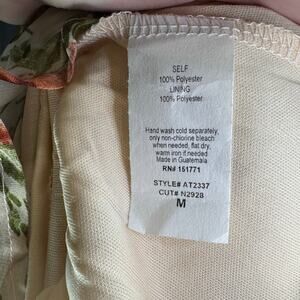 SELF
100% Polyester
LINING
100% Polyester
Hand wash cold separately,
only non-chlorine bleach
when needed, flat dry,
warm iron if needed
Made in Guatemala
RN# 151771
STYLE# AT2337
CUT# N2928
M